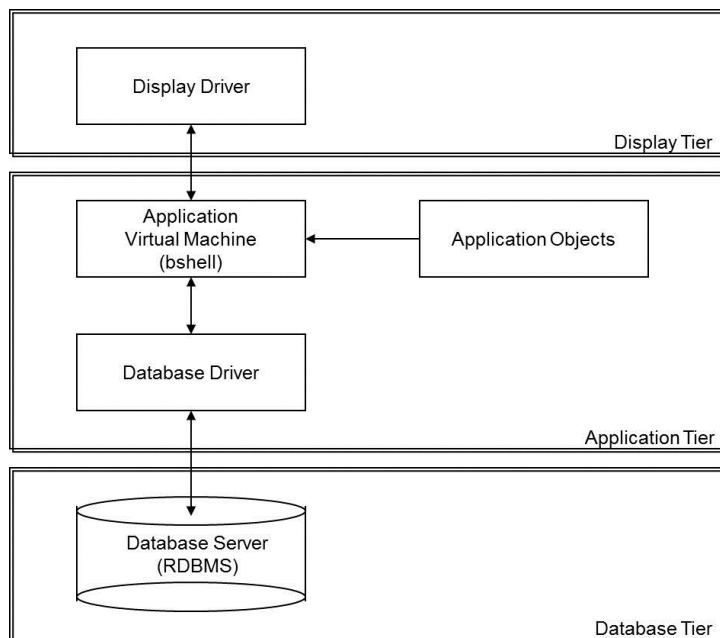 Display Driver
Display Tier
Application
Virtual Machine
(bshell)
Application Objects
Database Driver
Application Tier
Database Server
(RDBMS)
Database Tier